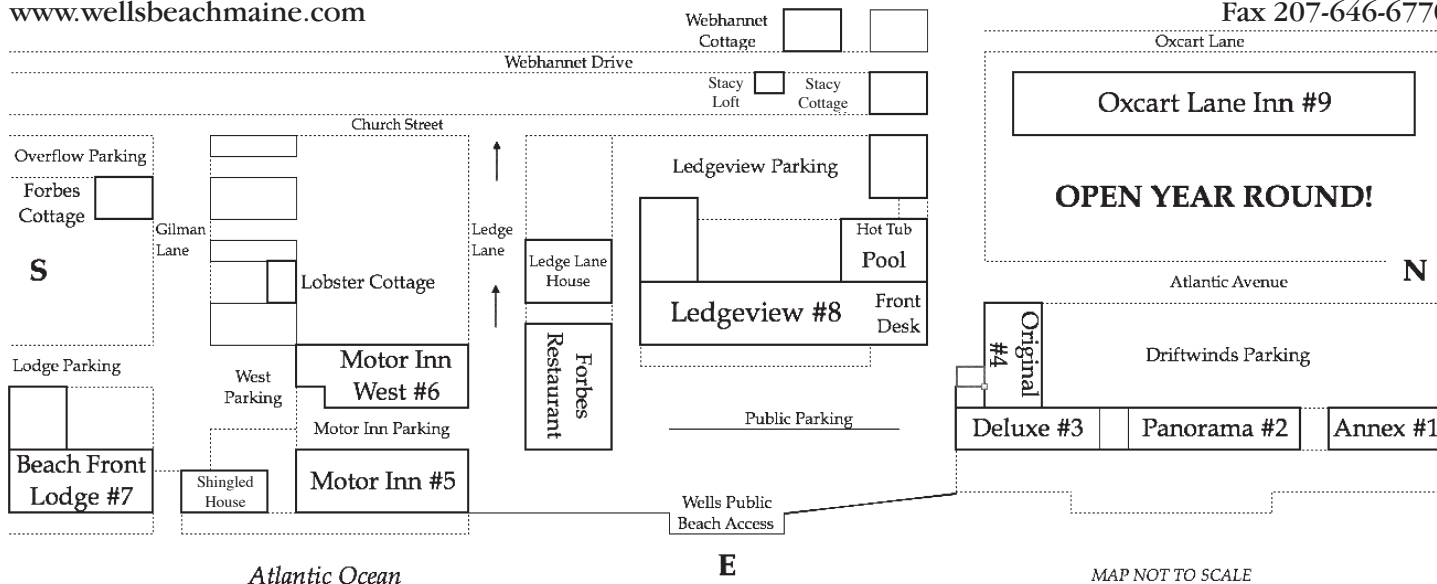 www.wellsbeachmaine.com
Fax 207-646-6770
Webhannet
Cottage
Oxcart Lane
Webhannet Drive
Stacy
Loft
Stacy
Cottage
Oxcart Lane Inn #9
Church Street
Overflow Parking
Ledgeview Parking
Forbes
Cottage
OPEN YEAR ROUND!
Gilman
Lane
Ledge
Lane
Hot Tub
Pool
S
Ledge Lane
House
N
Lobster Cottage
Atlantic Avenue
Ledgeview #8
Front
Desk
Original
#4
Forbes
Restaurant
Driftwinds Parking
Lodge Parking
Motor Inn
West #6
West
Parking
Public Parking
Motor Inn Parking
Deluxe #3
Panorama #2
Annex #1
Beach Front
Lodge #7
Shingled
House
Motor Inn #5
Wells Public
Beach Access
E
Atlantic Ocean
MAP NOT TO SCALE